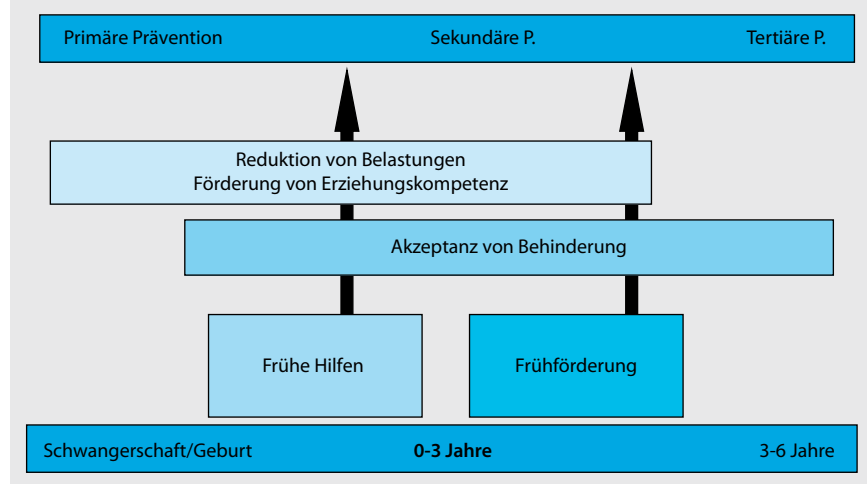 Primäre Prävention Sekundäre P. Tertiäre P.
Reduktion von Belastungen
Förderung von Erziehungskompetenz
Akzeptanz von Behinderung
Frühe Hilfen Frühförderung
Schwangerschaft/Geburt 0-3 Jahre 3-6 Jahre